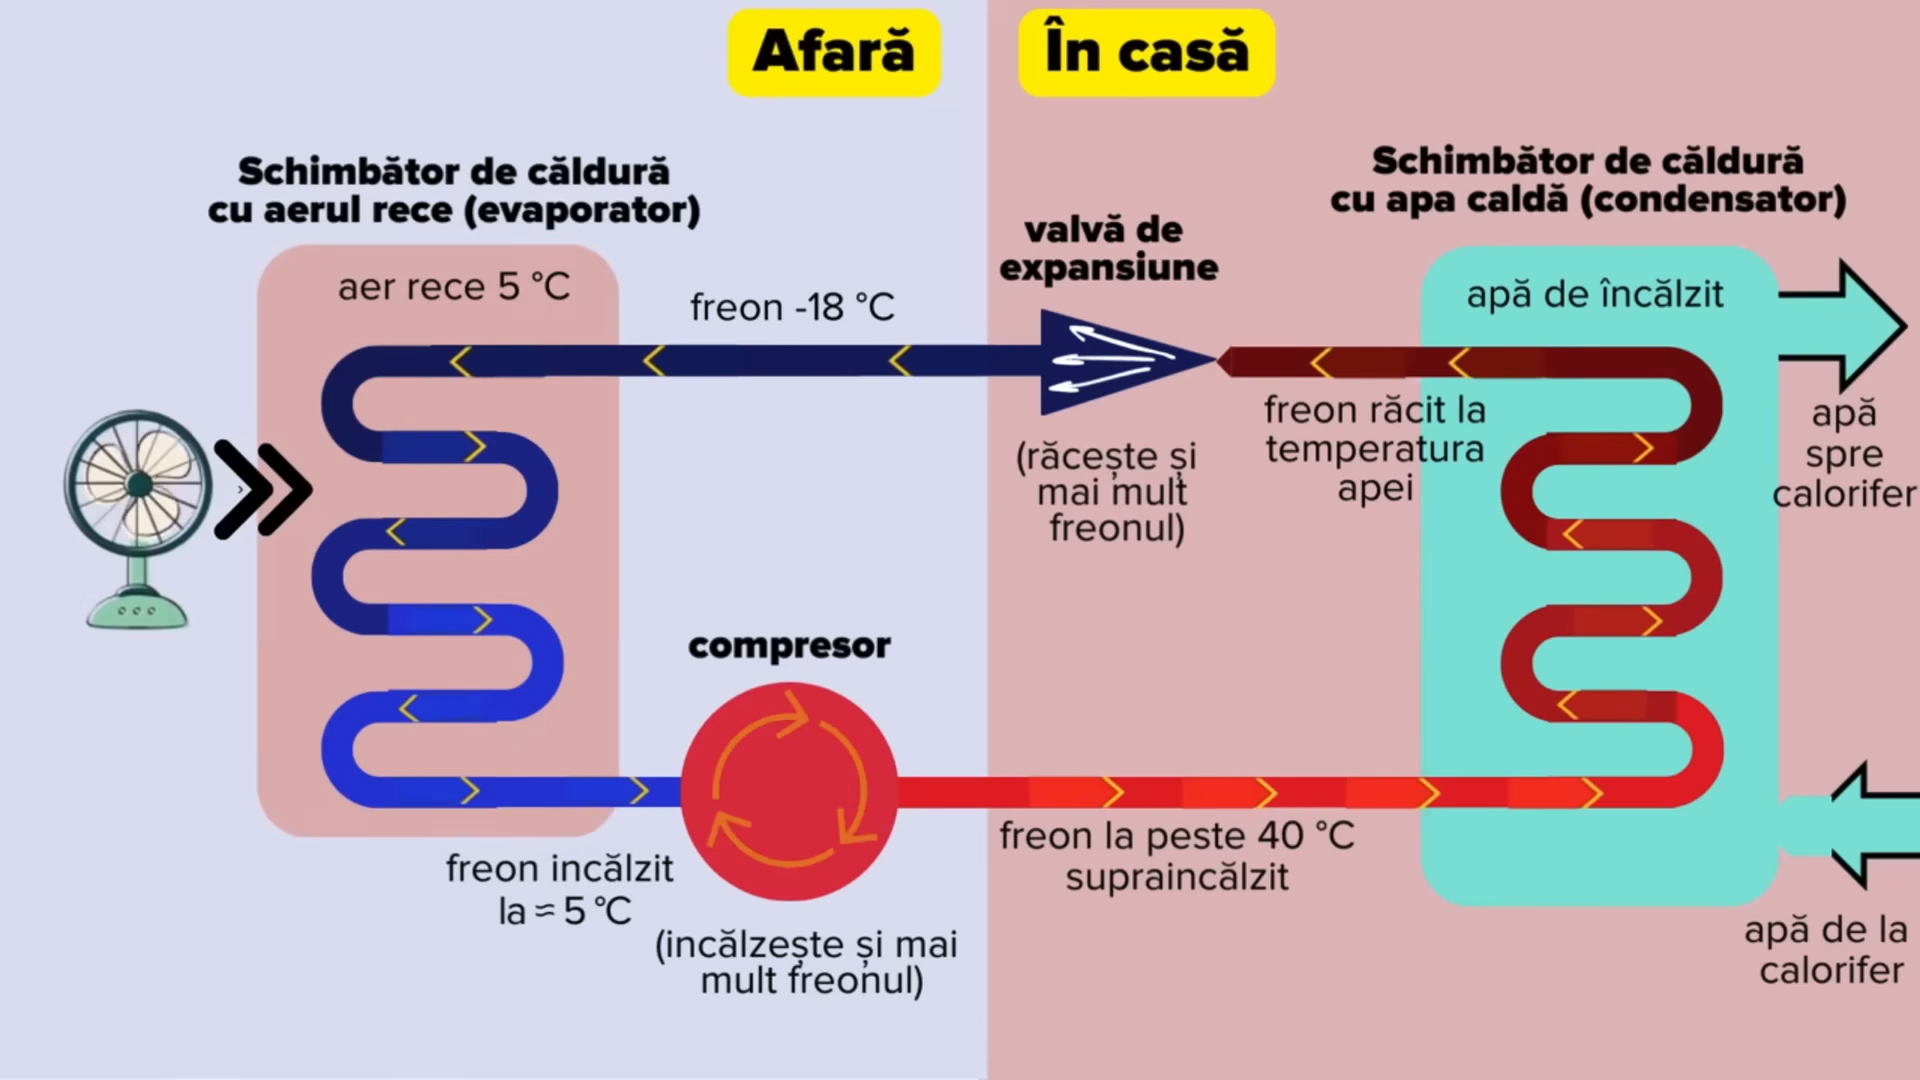 Afară
În casă
Schimbător de căldură
cu aerul rece (evaporator)
aer rece 5 °C
freon -18 °C
valvă de
expansiune
(răcește și
mai mult
freonul)
Schimbător de căldură
cu apa caldă (condensator)
apă de încălzit
freon răcit la
temperatura
apei
apă
spre
calorifer
compresor
freon incălzit
la ≈ 5 °C
(incălzește și mai
mult freonul)
freon la peste 40 °C
supraincălzit
apă de la
calorifer